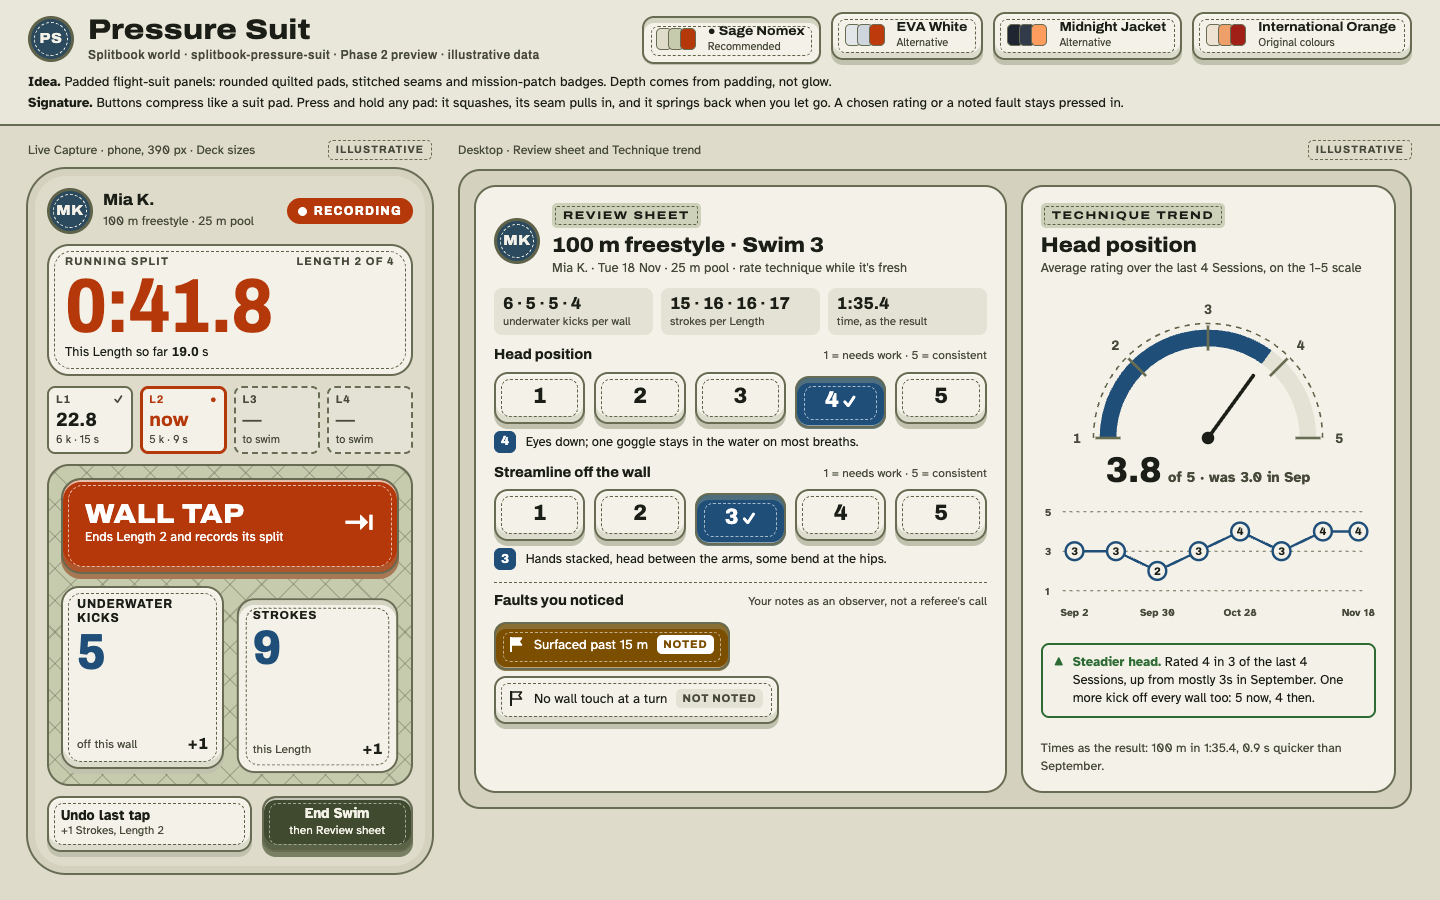 PS
Pressure Suit
Splitbook world · splitbook-pressure-suit · Phase 2 preview · illustrative data
• Sage Nomex
Recommended
EVA White
Alternative
Midnight Jacket
Alternative
International Orange
Original colours
Idea. Padded flight-suit panels: rounded quilted pads, stitched seams and mission-patch badges. Depth comes from padding, not glow.
Signature. Buttons compress like a suit pad. Press and hold any pad: it squashes, its seam pulls in, and it springs back when you let go. A chosen rating or a noted fault stays pressed in.
Live Capture · phone, 390 px · Deck sizes
ILLUSTRATIVE
MK
Mia K.
100 m freestyle · 25 m pool
RECORDING
RUNNING SPLIT
LENGTH 2 OF 4
0:41.8
This Length so far 19.0 s
L1 ✓
22.8
6 k · 15 s
L2 •
now
5 k · 9 s
L3
—
to swim
L4
—
to swim
WALL TAP
Ends Length 2 and records its split
UNDERWATER
KICKS
5
off this wall +1
STROKES
9
this Length +1
Undo last tap
+1 Strokes, Length 2
End Swim
then Review sheet
Desktop · Review sheet and Technique trend
ILLUSTRATIVE
MK
REVIEW SHEET
100 m freestyle · Swim 3
Mia K. · Tue 18 Nov · 25 m pool · rate technique while it's fresh
6 · 5 · 5 · 4
underwater kicks per wall
15 · 16 · 16 · 17
strokes per Length
1:35.4
time, as the result
Head position
1 = needs work · 5 = consistent
1 2 3 4 ✓ 5
4 Eyes down; one goggle stays in the water on most breaths.
Streamline off the wall
1 = needs work · 5 = consistent
1 2 3 ✓ 4 5
3 Hands stacked, head between the arms, some bend at the hips.
Faults you noticed
Your notes as an observer, not a referee's call
Surfaced past 15 m NOTED
No wall touch at a turn NOT NOTED
TECHNIQUE TREND
Head position
Average rating over the last 4 Sessions, on the 1–5 scale
3
2 4
1 5
3.8 of 5 · was 3.0 in Sep
5
3
1
3 3 2 3 4 3 4 4
Sep 2 Sep 30 Oct 28 Nov 18
▲ Steadier head. Rated 4 in 3 of the last 4
Sessions, up from mostly 3s in September. One
more kick off every wall too: 5 now, 4 then.
Times as the result: 100 m in 1:35.4, 0.9 s quicker than
September.